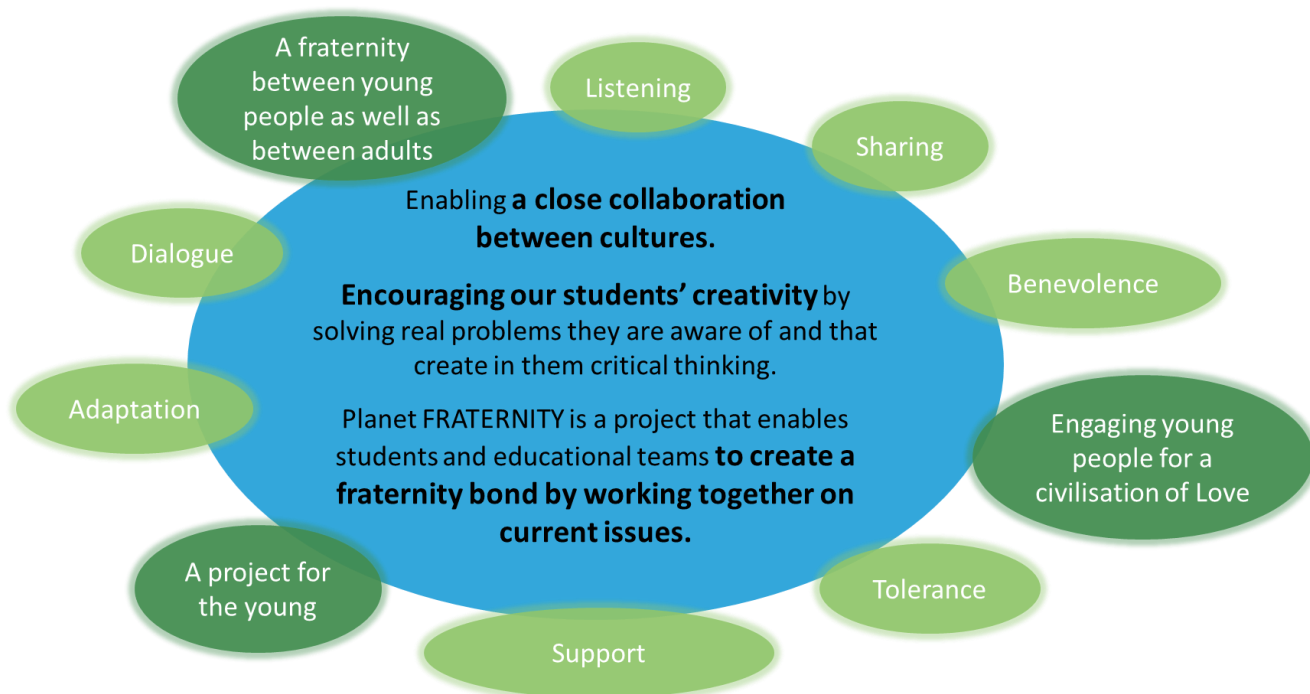 A fraternity
between young
people as well as
between adults
Listening
Sharing
Dialogue
Enabling a close collaboration
between cultures.
Benevolence
Encouraging our students’ creativity by
solving real problems they are aware of and that
create in them critical thinking.
Adaptation
Planet FRATERNITY is a project that enables
students and educational teams to create a
fraternity bond by working together on
current issues.
Engaging young
people for a
civilisation of Love
A project for
the young
Tolerance
Support